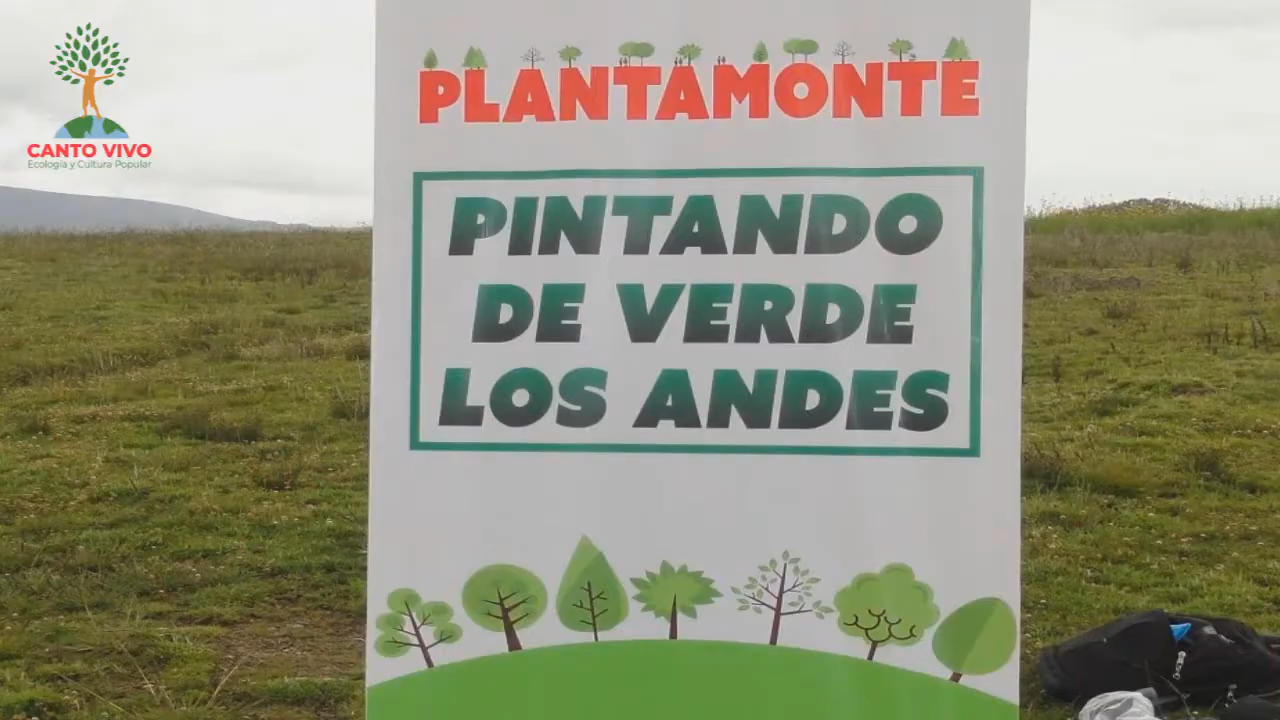 CANTO VIVO
Ecología y Cultura Popular
PLANTAMONTE
PINTANDO
DE VERDE
LOS ANDES